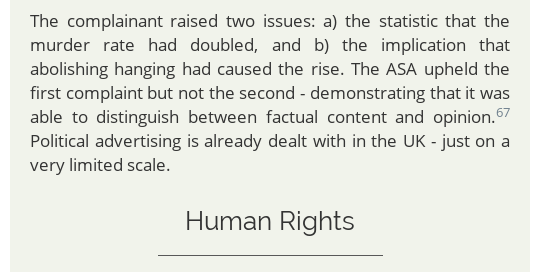 The complainant raised two issues: a) the statistic that the
murder rate had doubled, and b) the implication that
abolishing hanging had caused the rise. The ASA upheld the
first complaint but not the second - demonstrating that it was
able to distinguish between factual content and opinion.67
Political advertising is already dealt with in the UK - just on a
very limited scale.
Human Rights